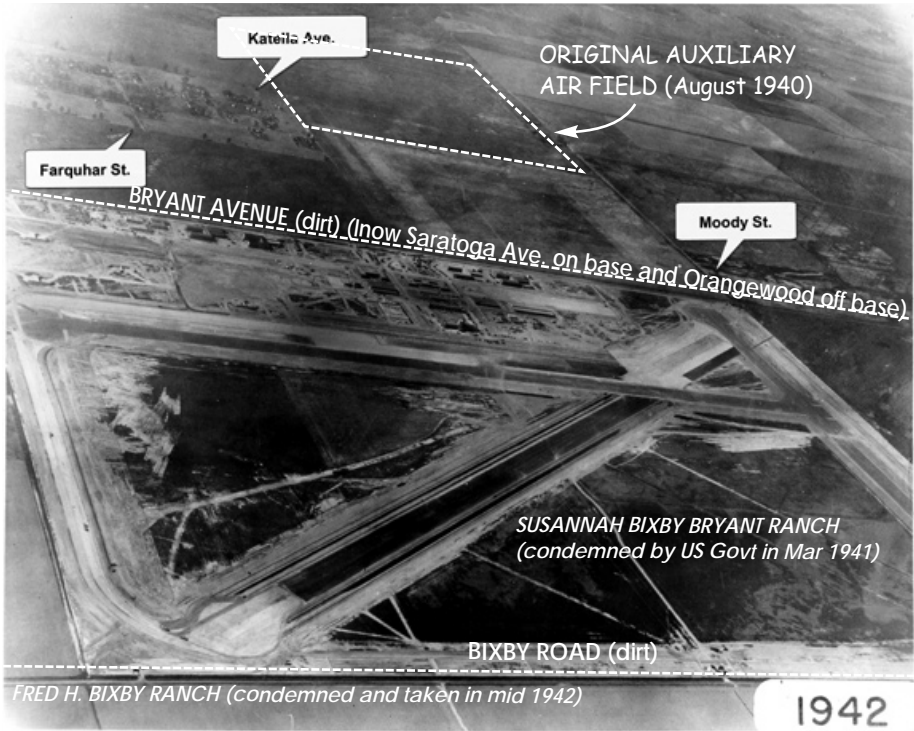 Katella Ave.
ORIGINAL AUXILIARY
AIR FIELD (August 1940)
Farquhar St.
BRYANT AVENUE (dirt) (Inow Saratoga Ave. on base and Orangewood off base)
Moody St.
SUSANNAH BIXBY BRYANT RANCH
(condemned by US Govt in Mar 1941)
BIXBY ROAD (dirt)
FRED H. BIXBY RANCH (condemned and taken in mid 1942)
1942